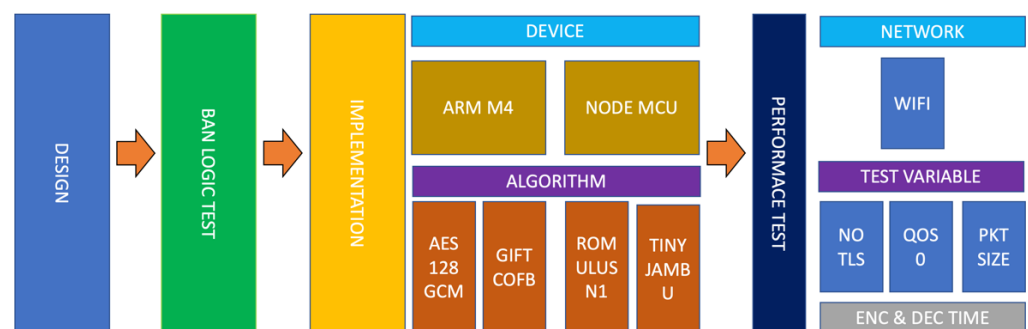 DESIGN
BAN LOGIC TEST
IMPLEMENTATION
DEVICE
ARM M4
NODE MCU
ALGORITHM
AES
128
GCM
GIFT
COFB
ROM
ULUS
N1
TINY
JAMB
U
PERFORMACE TEST
NETWORK
WIFI
TEST VARIABLE
NO
TLS
QOS
0
PKT
SIZE
ENC & DEC TIME